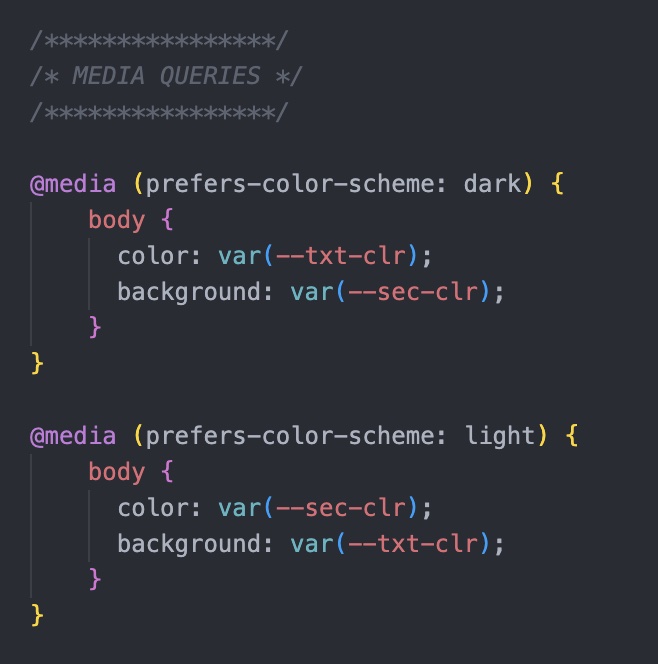 /****************/
/* MEDIA QUERIES */
/****************/
@media (prefers-color-scheme: dark) {
body {
color: var(--txt-clr);
background: var(--sec-clr);
}
}
@media (prefers-color-scheme: light) {
body {
color: var(--sec-clr);
background: var(--txt-clr);
}
}